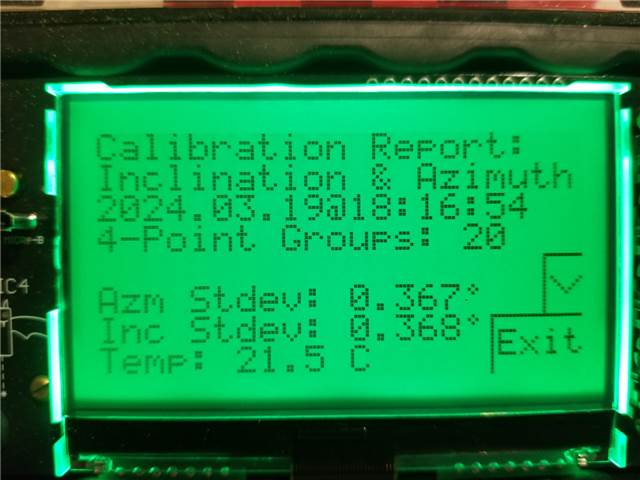 Calibration Report:
Inclination & Azimuth
2024.03.19@18:16:54
4-Point Groups: 20
Azm Stdev: 0.367°
Inc Stdev: 0.368°
Temp: 21.5 C
Exit
IC4